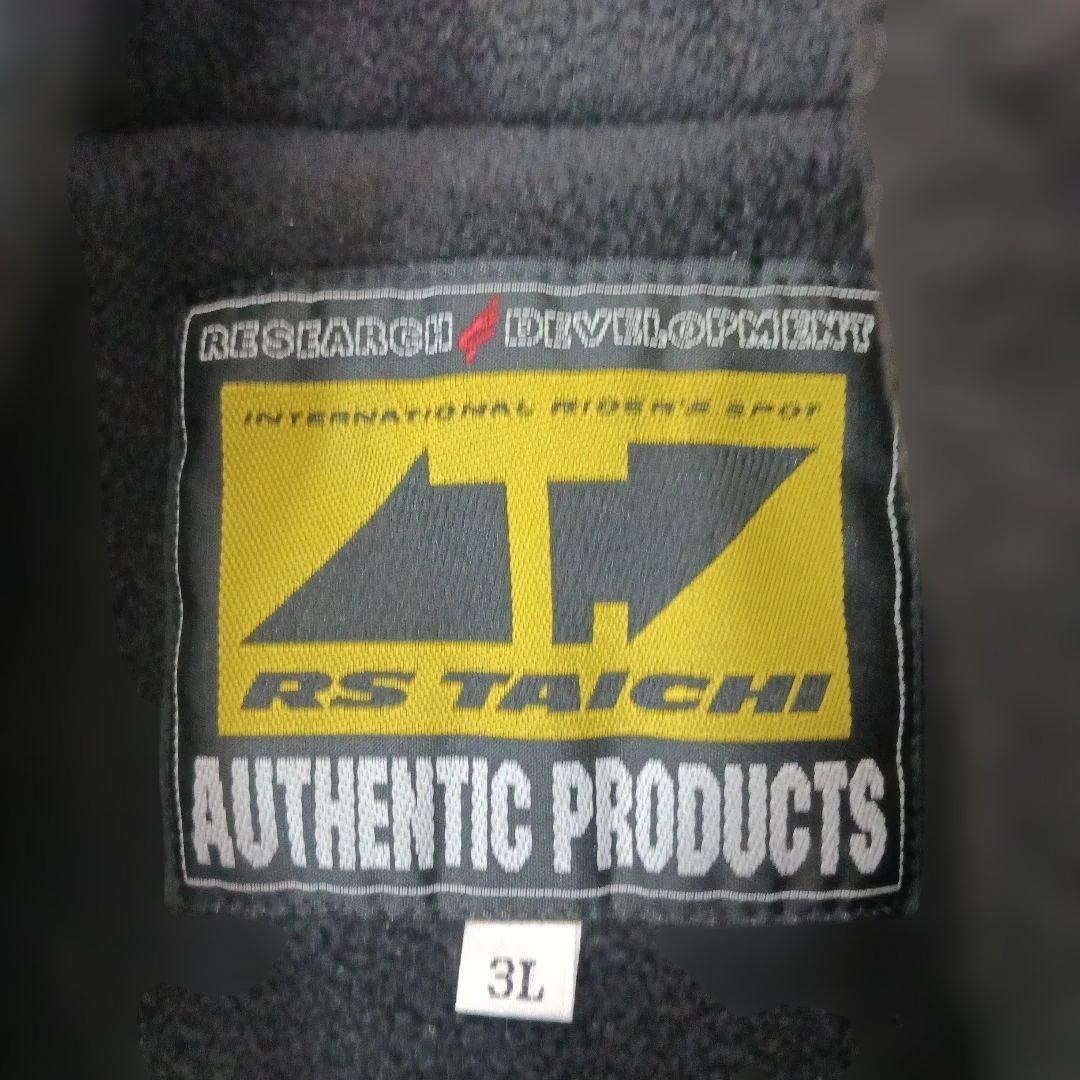 RESEARCH & DEVELOPMENT
INTERNATIONAL RIDER'S SPOT
RS TAICHI
AUTHENTIC PRODUCTS
3L